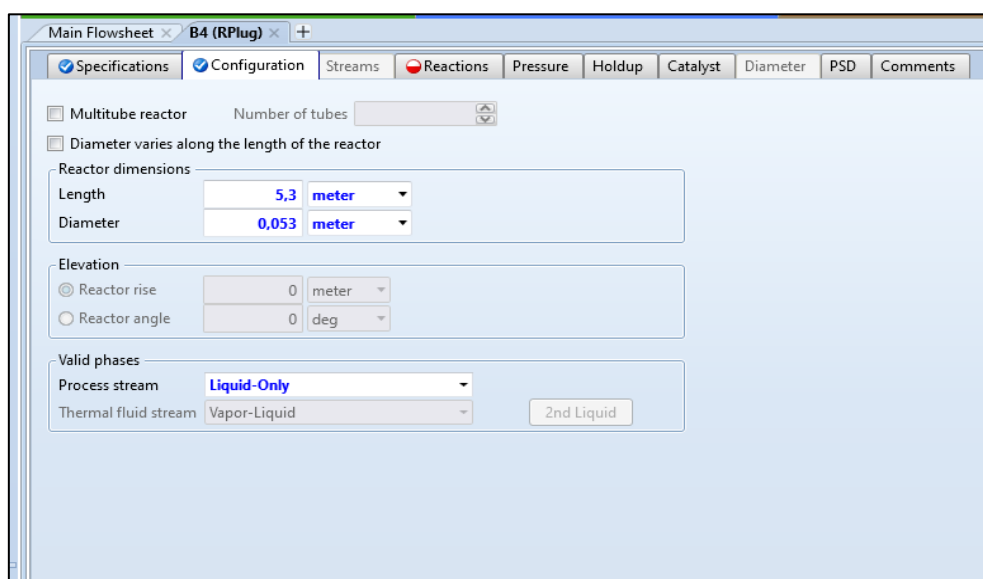 Main Flowsheet B4 (RPlug)
Specifications Configuration Streams Reactions Pressure Holdup Catalyst Diameter PSD Comments
Multitube reactor Number of tubes
Diameter varies along the length of the reactor
Reactor dimensions
Length 5,3 meter
Diameter 0,053 meter
Elevation
Reactor rise 0 meter
Reactor angle 0 deg
Valid phases
Process stream Liquid-Only
Thermal fluid stream Vapor-Liquid 2nd Liquid